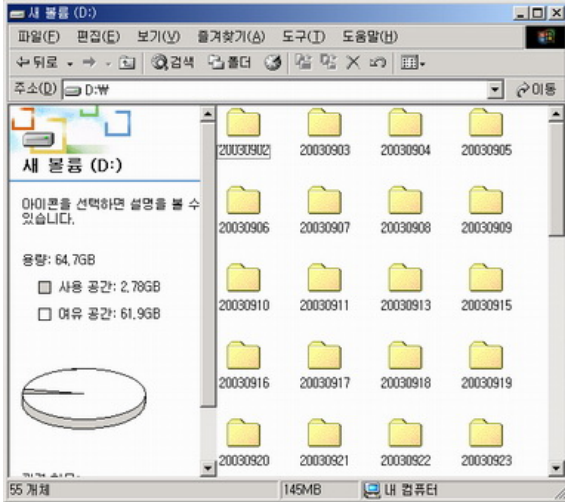 새 볼륨 (D:)
파일(F) 편집(E) 보기(V) 즐겨찾기(A) 도구(T) 도움말(H)
뒤로 검색 폴더
주소(D) D:₩ 이동
새 볼륨 (D:)
아이콘을 선택하면 설명을 볼 수
있습니다.
용량: 64,7GB
사용 공간: 2,78GB
여유 공간: 61,9GB
20030902 20030903 20030904 20030905
20030906 20030907 20030908 20030909
20030910 20030911 20030913 20030915
20030916 20030917 20030918 20030919
20030920 20030921 20030922 20030923
55 개체 145MB 내 컴퓨터